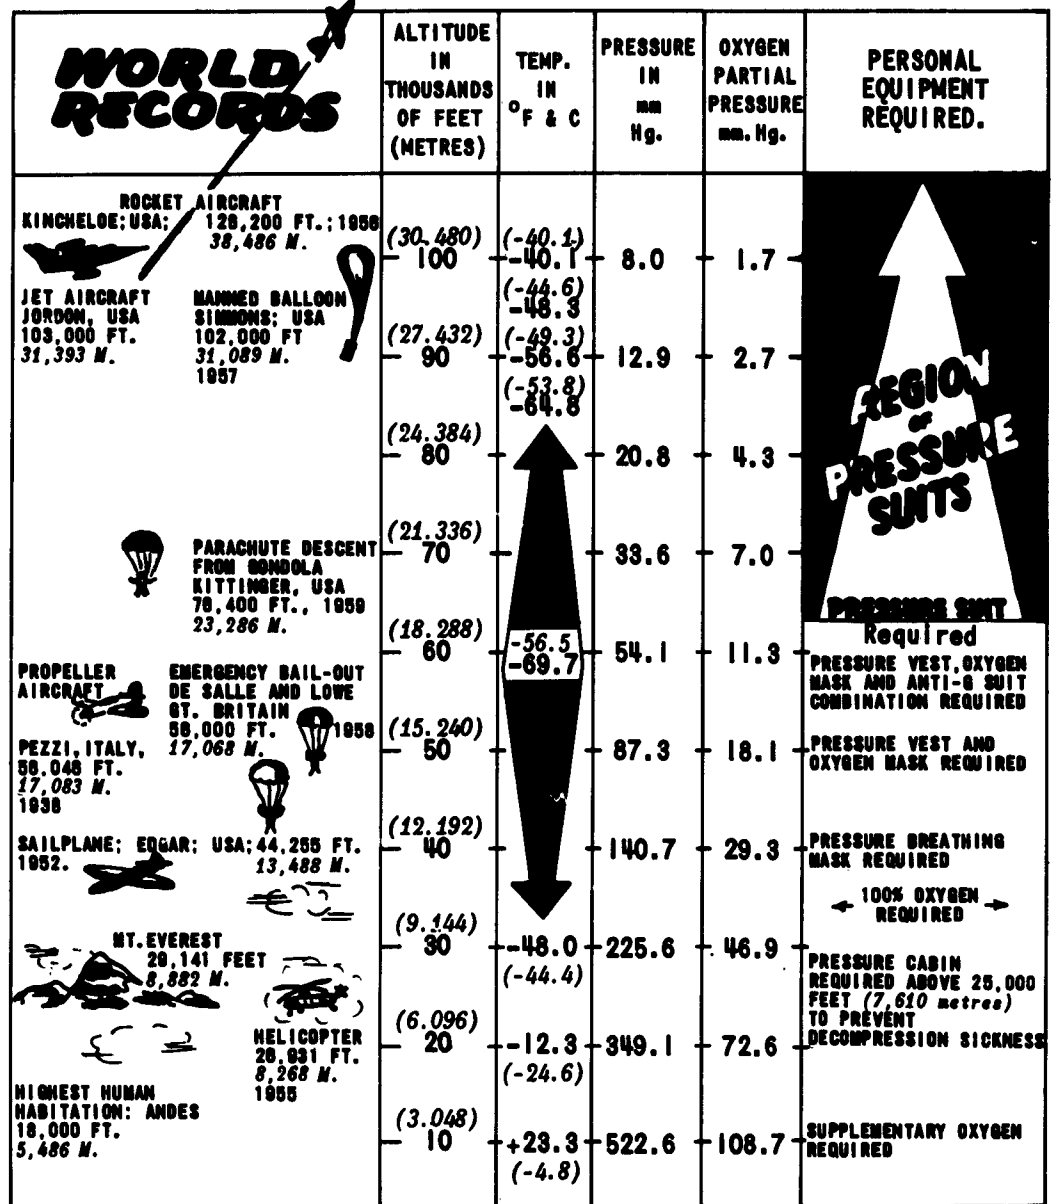 WORLD
RECORDS
ALTITUDE
IN
THOUSANDS
OF FEET
(METRES)
TEMP.
IN
°F & C
PRESSURE
IN
mm
Hg.
OXYGEN
PARTIAL
PRESSURE
mm.Hg.
PERSONAL
EQUIPMENT
REQUIRED.
ROCKET AIRCRAFT
KINCHELOE; USA; 126,200 FT.; 1956
38,486 M.
JET AIRCRAFT
JORDON, USA
103,000 FT.
31,393 M.
MANNED BALLOON
SIMMONS; USA
102,000 FT
31,089 M.
1957
PARACHUTE DESCENT
FROM GONDOLA
KITTINGER, USA
76,400 FT., 1959
23,286 M.
PROPELLER
AIRCRAFT
PEZZI, ITALY,
56,046 FT.
17,083 M.
1938
EMERGENCY BAIL-OUT
DE SALLE AND LOWE
GT. BRITAIN
56,000 FT. 1958
17,068 M.
SAILPLANE; EDGAR; USA; 44,255 FT.
1952. 13,488 M.
MT. EVEREST
29,141 FEET
8,882 M.
HELICOPTER
26,931 FT.
8,268 M.
1955
HIGHEST HUMAN
HABITATION: ANDES
18,000 FT.
5,486 M.
(30.480) (-40.1)
100 -40.1 8.0 1.7
(-44.6)
-48.3
(27.432) (-49.3)
90 -56.6 12.9 2.7
(-53.8)
-64.8
(24.384)
80 20.8 4.3
(21.336)
70 33.6 7.0
(18.288) -56.5
60 -69.7 54.1 11.3
(15.240)
50 87.3 18.1
(12.192)
40 140.7 29.3
(9.144)
30 -48.0 225.6 46.9
(-44.4)
(6.096)
20 -12.3 349.1 72.6
(-24.6)
(3.048)
10 +23.3 522.6 108.7
(-4.8)
REGION
OF
PRESSURE
SUITS
PRESSURE SUIT
Required
PRESSURE VEST, OXYGEN
MASK AND ANTI-G SUIT
COMBINATION REQUIRED
PRESSURE VEST AND
OXYGEN MASK REQUIRED
PRESSURE BREATHING
MASK REQUIRED
100% OXYGEN
REQUIRED
PRESSURE CABIN
REQUIRED ABOVE 25,000
FEET (7,610 metres)
TO PREVENT
DECOMPRESSION SICKNESS
SUPPLEMENTARY OXYGEN
REQUIRED